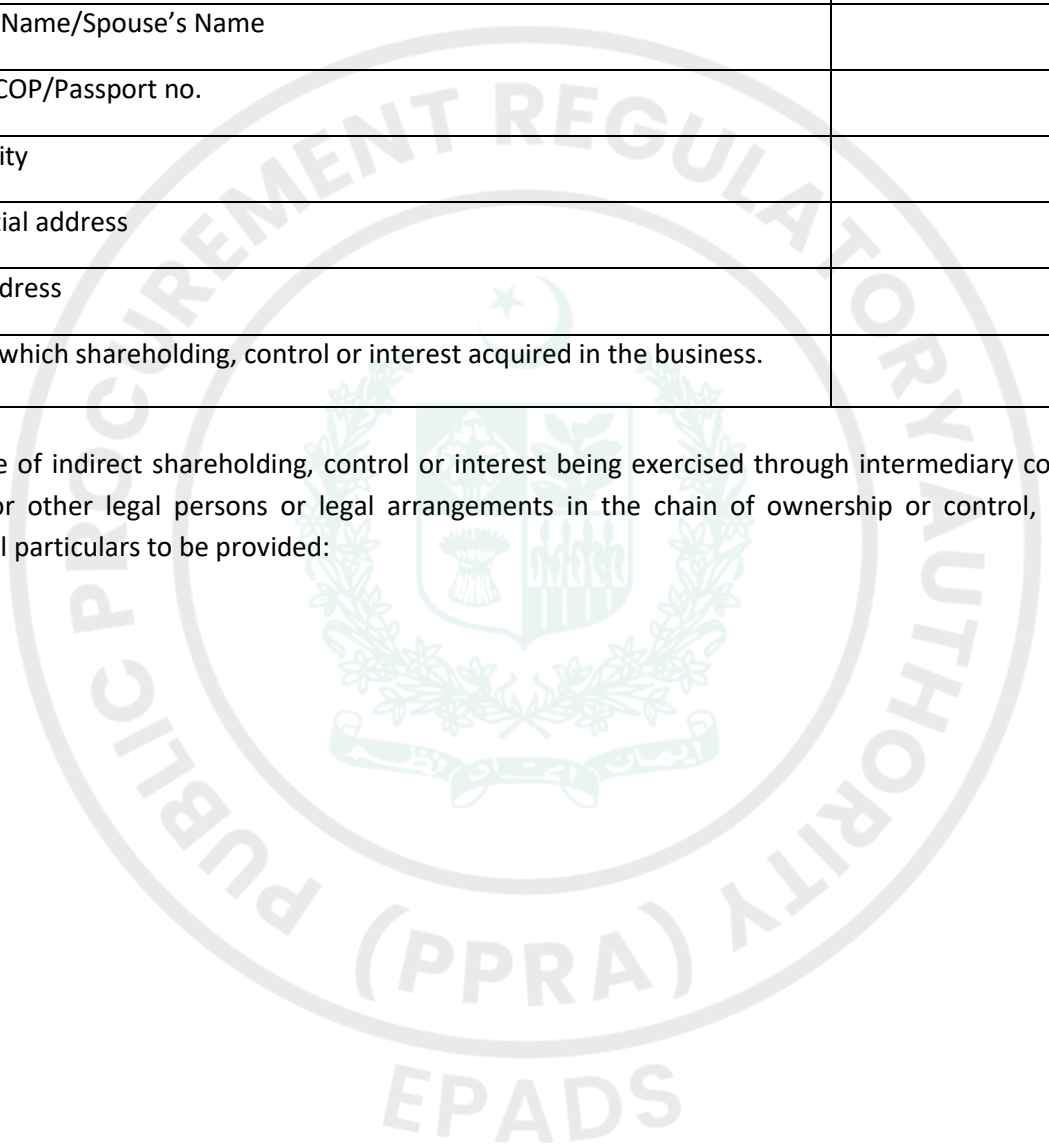 Name/Spouse’s Name
COP/Passport no.
ity
ial address
dress
which shareholding, control or interest acquired in the business.
e of indirect shareholding, control or interest being exercised through intermediary co
or other legal persons or legal arrangements in the chain of ownership or control,
l particulars to be provided:
PUBLIC PROCUREMENT REGULATORY AUTHORITY
(PPRA)
EPADS